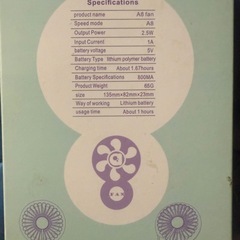 Specifications
product name A8 fan
Speed mode A8
Output Power 2.5W
Input Current 1A
battery voltage 5V
Battery Type lithium polymer battery
Charging time About 1.67hours
Battery Specifications 800MA
Product Weight 65G
size 135mm×82mm×23mm
Way of working Lithium battery
usage time About 1 hours
FAN